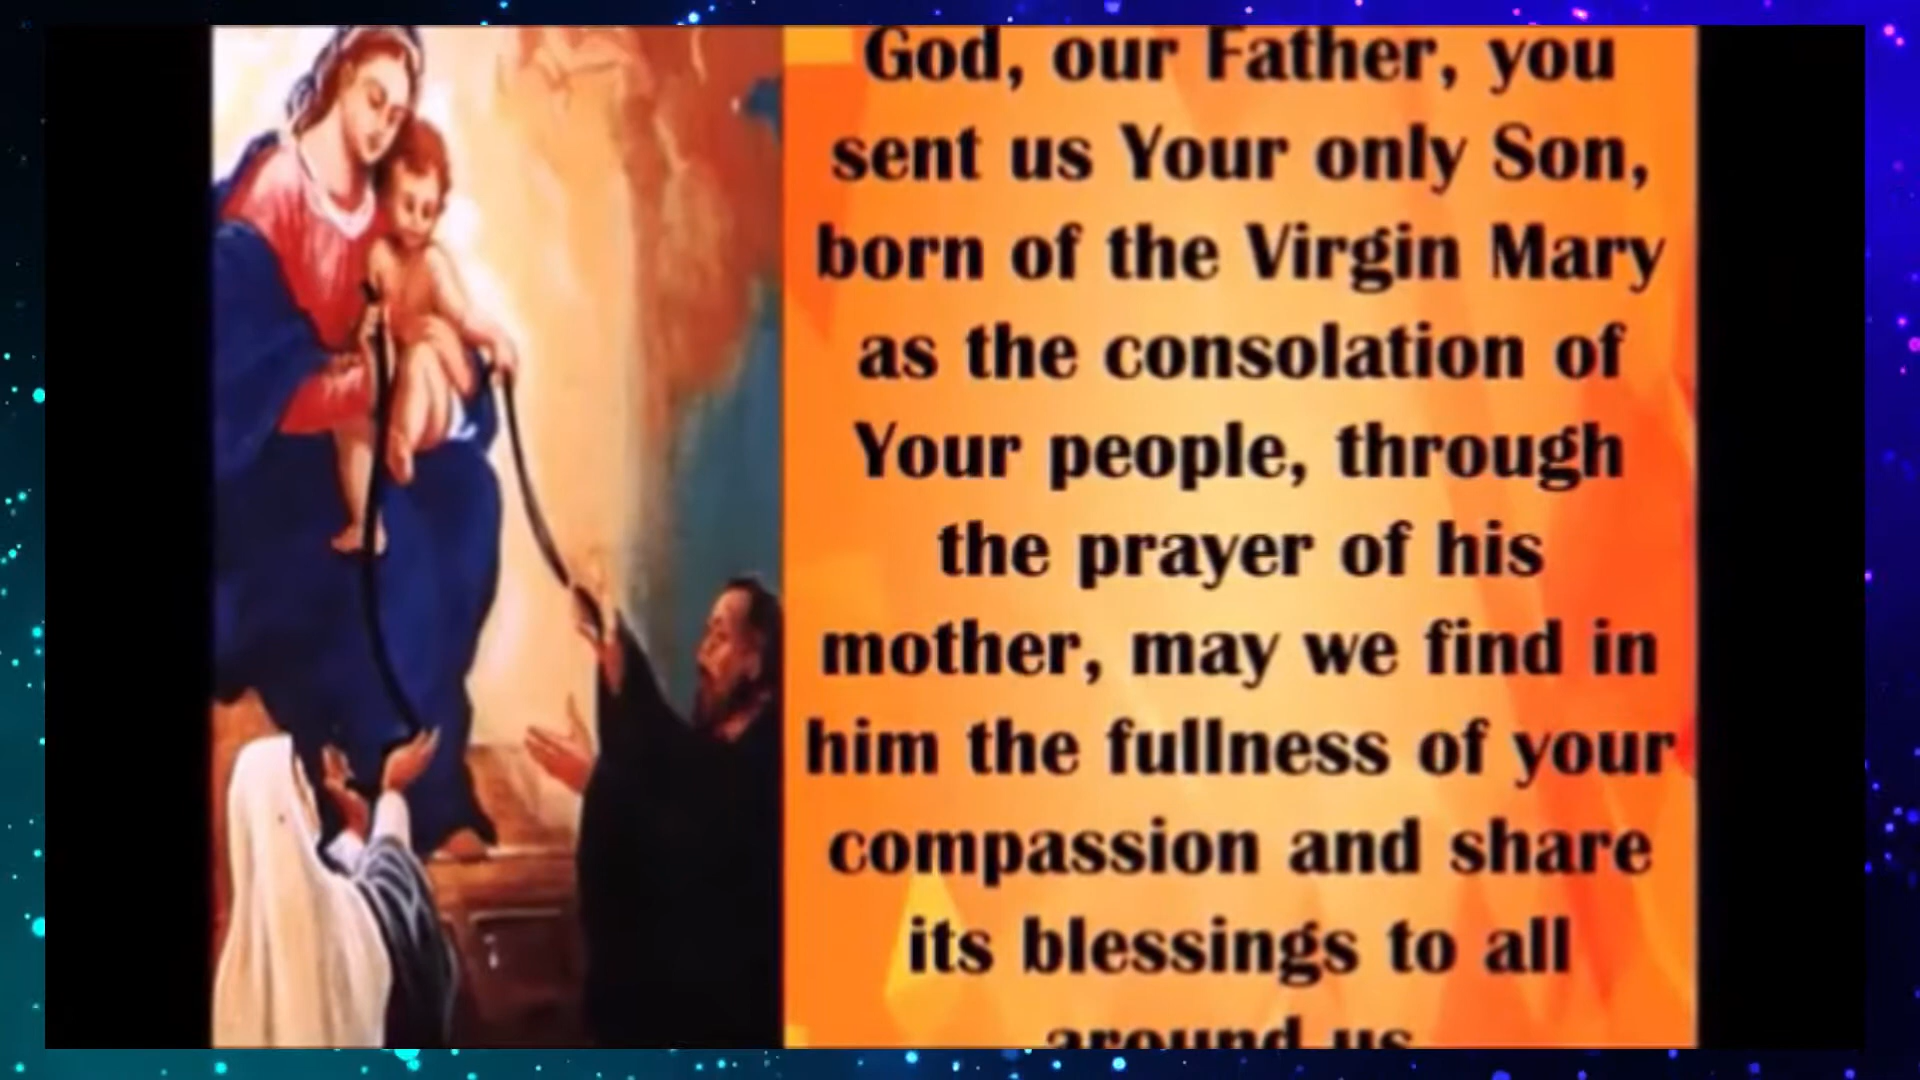 God, our Father, you
sent us Your only Son,
born of the Virgin Mary
as the consolation of
Your people, through
the prayer of his
mother, may we find in
him the fullness of your
compassion and share
its blessings to all
around us